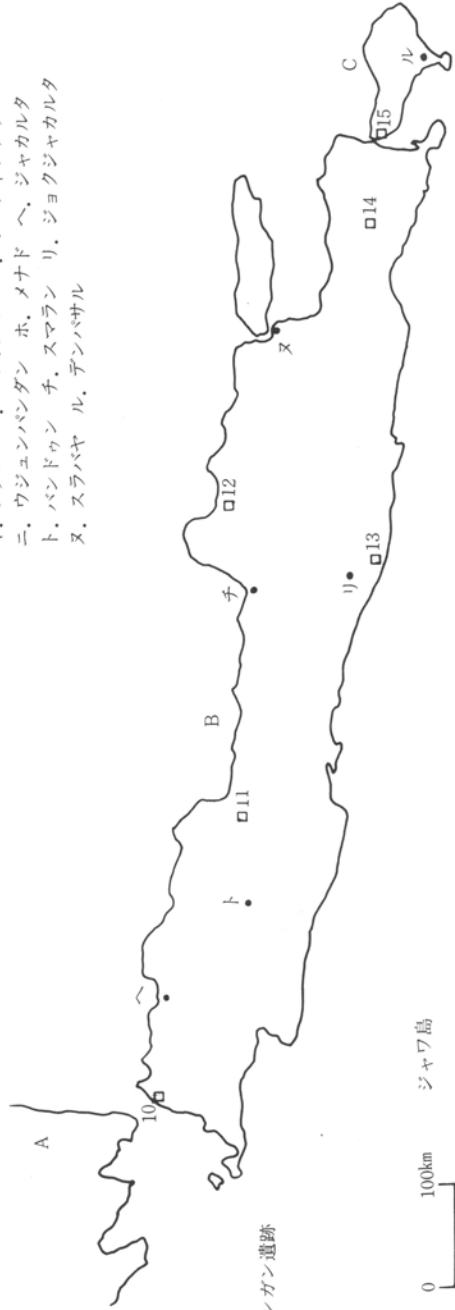 ニ．ウジュンパンダン ホ．メナド ヘ．ジャカルタ
ト．バンドゥン チ．スマラン リ．ジョクジャカルタ
ヌ．スラバヤ ル．デンパサル
A
B
C
10
11
12
13
14
15
ヘ
ト
チ
リ
ヌ
ル
ンガン遺跡
ジャワ島
0 100km